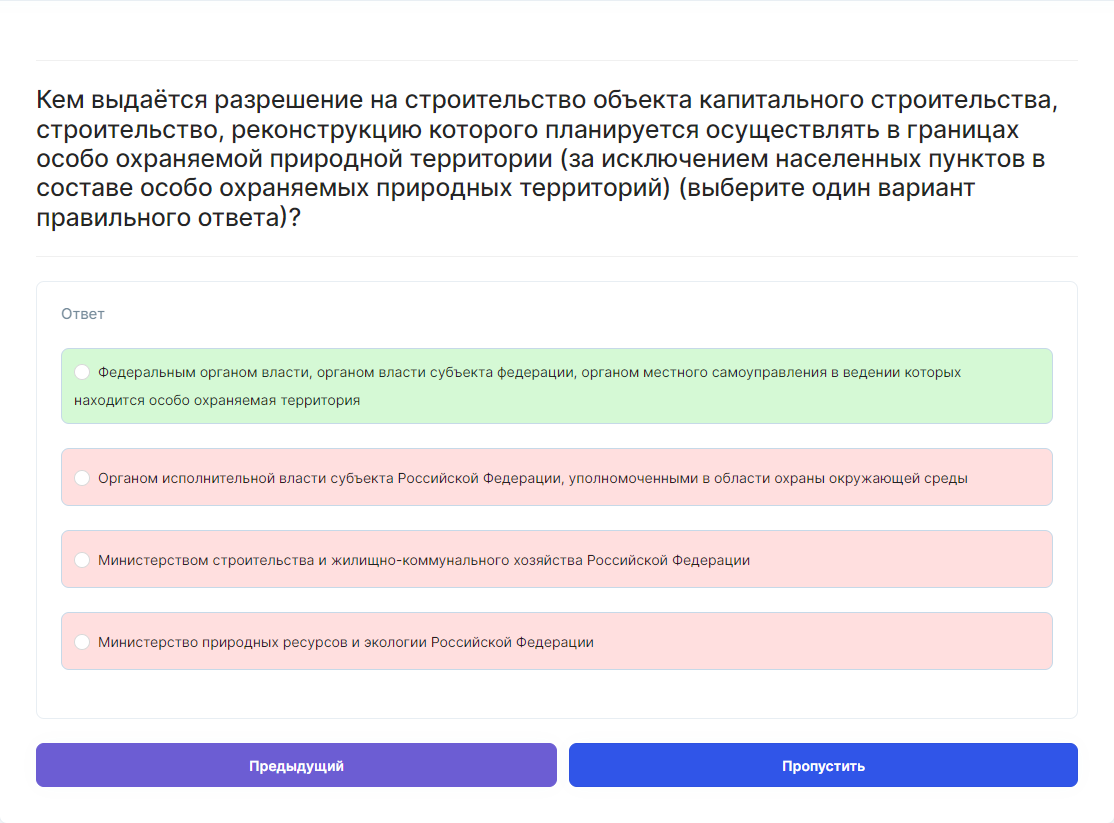 Кем выдаётся разрешение на строительство объекта капитального строительства,
строительство, реконструкцию которого планируется осуществлять в границах
особо охраняемой природной территории (за исключением населенных пунктов в
составе особо охраняемых природных территорий) (выберите один вариант
правильного ответа)?
Ответ
Федеральным органом власти, органом власти субъекта федерации, органом местного самоуправления в ведении которых
находится особо охраняемая территория
Органом исполнительной власти субъекта Российской Федерации, уполномоченными в области охраны окружающей среды
Министерством строительства и жилищно-коммунального хозяйства Российской Федерации
Министерство природных ресурсов и экологии Российской Федерации
Предыдущий
Пропустить